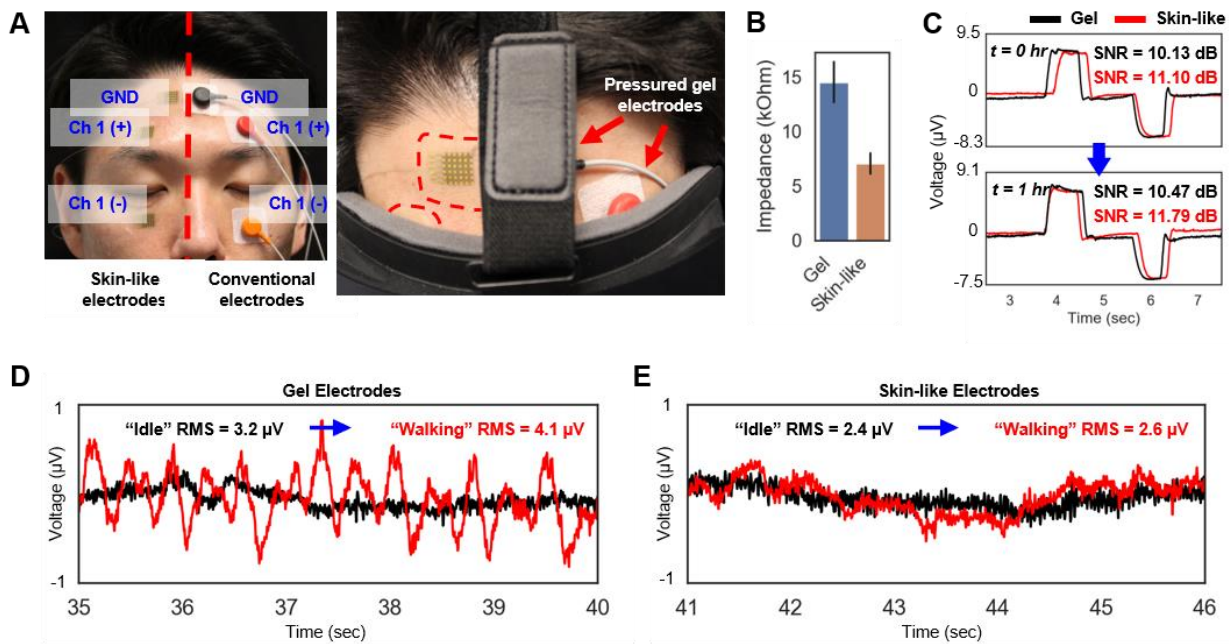 A
GND
GND
Ch 1 (+)
Ch 1 (+)
Ch 1 (-)
Ch 1 (-)
Skin-like
electrodes
Conventional
electrodes
Pressured gel
electrodes
B
Impedance (kOhm)
15
10
5
0
Gel
Skin-like
C
Gel
Skin-like
9.5
0
-8.3
t = 0 hr
SNR = 10.13 dB
SNR = 11.10 dB
Voltage (µV)
9.1
0
-7.5
t = 1 hr
SNR = 10.47 dB
SNR = 11.79 dB
3 4 5 6 7
Time (sec)
D
Gel Electrodes
1
-1
Voltage (µV)
“Idle” RMS = 3.2 µV
“Walking” RMS = 4.1 µV
35 36 37 38 39 40
Time (sec)
E
Skin-like Electrodes
1
-1
Voltage (µV)
“Idle” RMS = 2.4 µV
“Walking” RMS = 2.6 µV
41 42 43 44 45 46
Time (sec)